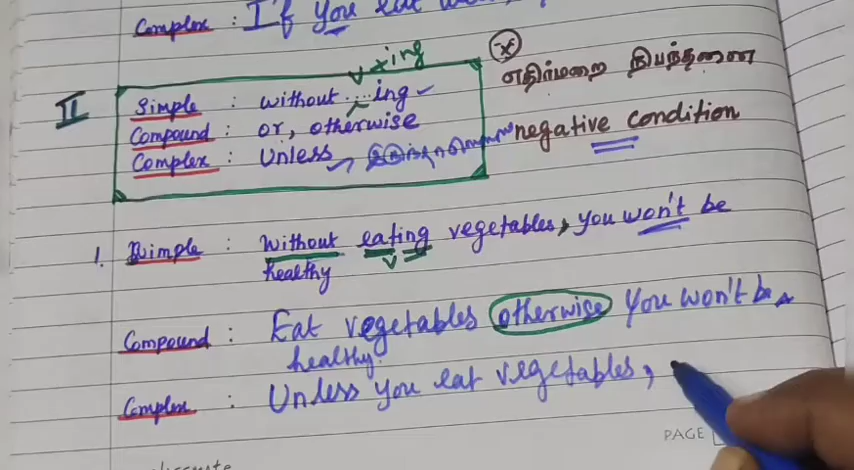 Complex : If you eat
v+ing
எதிர்மறை நிபந்தனை
II
Simple : without ....ing
Compound : or, otherwise
negative condition
Complex : Unless
1. Simple : Without eating vegetables, you won't be
healthy
v
Compound : Eat vegetables otherwise you won't be
healthy.
Complex : Unless you eat vegetables,
PAGE